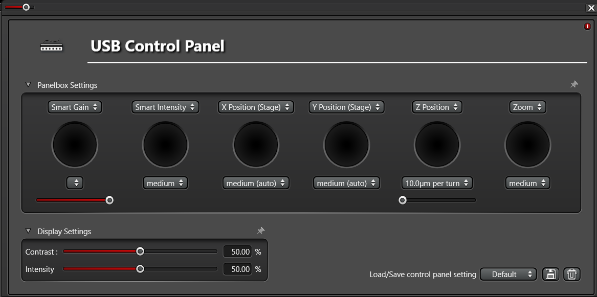 USB Control Panel
Panelbox Settings
Smart Gain Smart Intensity X Position (Stage) Y Position (Stage) Z Position Zoom
medium medium (auto) medium (auto) 10.0μm per turn medium
Display Settings
Contrast : 50.00 %
Intensity 50.00 %
Load/Save control panel setting Default